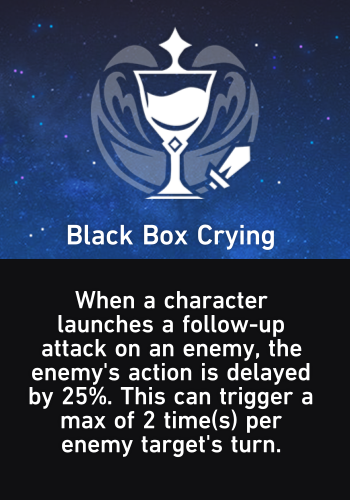 Black Box Crying
When a character
launches a follow-up
attack on an enemy, the
enemy's action is delayed
by 25%. This can trigger a
max of 2 time(s) per
enemy target's turn.